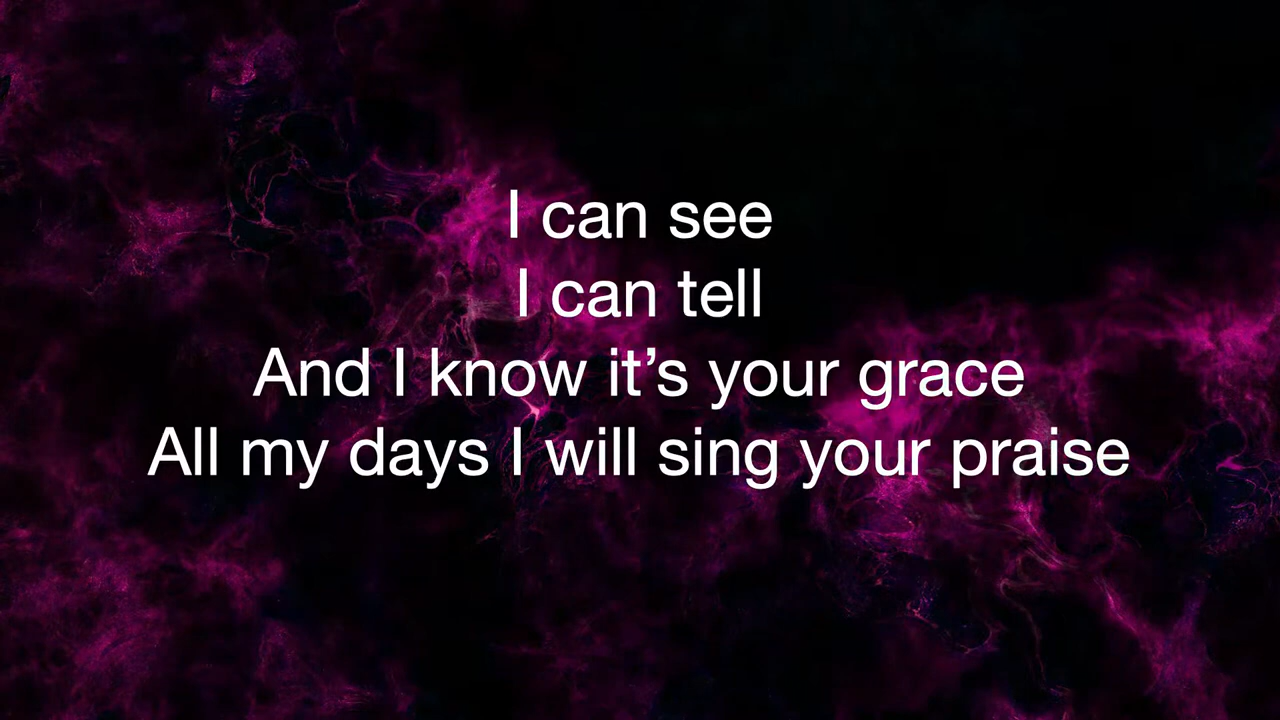 I can see
I can tell
And I know it’s your grace
All my days I will sing your praise